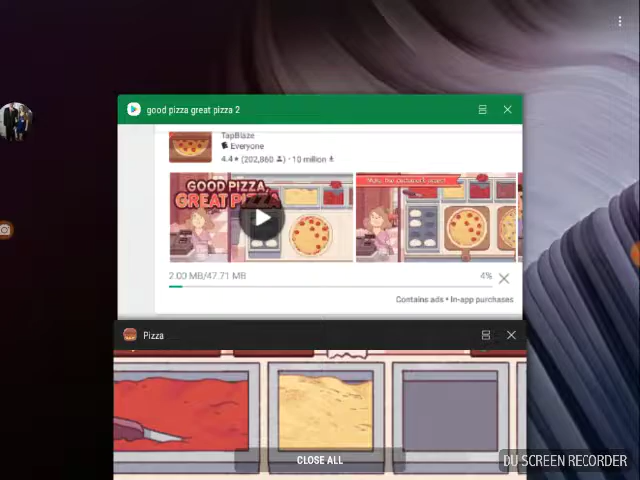 good pizza great pizza 2
TapBlaze
Everyone
4.4★ (202,860 ) · 10 million
GOOD PIZZA,
GREAT PIZZA
2.00 MB/47.71 MB
4%
Contains ads • In-app purchases
Pizza
CLOSE ALL
DU SCREEN RECORDER